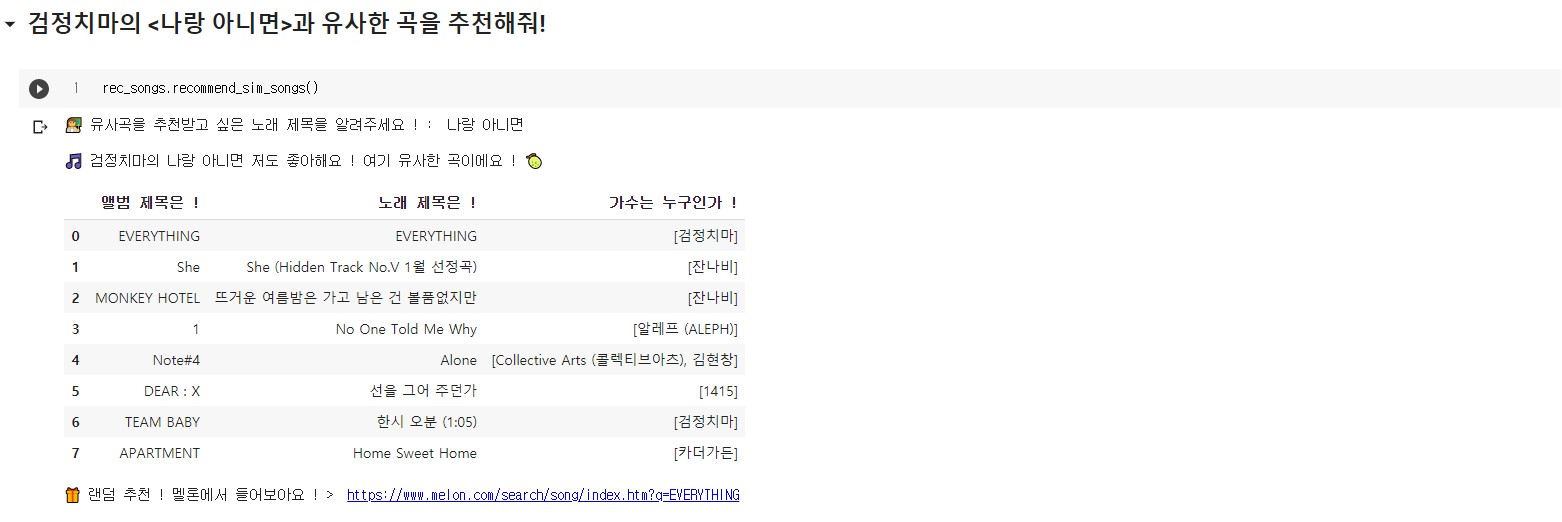 검정치마의 <나랑 아니면>과 유사한 곡을 추천해줘!
1 rec_songs.recommend_sim_songs()
유사곡을 추천받고 싶은 노래 제목을 알려주세요 ! : 나랑 아니면
검정치마의 나랑 아니면 저도 좋아해요 ! 여기 유사한 곡이에요 !
앨범 제목은 ! 노래 제목은 ! 가수는 누구인가 !
0 EVERYTHING EVERYTHING [검정치마]
1 She She (Hidden Track No.V 1월 선정곡) [잔나비]
2 MONKEY HOTEL 뜨거운 여름밤은 가고 남은 건 볼품없지만 [잔나비]
3 1 No One Told Me Why [알레프 (ALEPH)]
4 Note#4 Alone [Collective Arts (콜렉티브아츠), 김현창]
5 DEAR : X 선을 그어 주던가 [1415]
6 TEAM BABY 한시 오분 (1:05) [검정치마]
7 APARTMENT Home Sweet Home [카더가든]
랜덤 추천 ! 멜론에서 들어보아요 ! > https://www.melon.com/search/song/index.htm?q=EVERYTHING